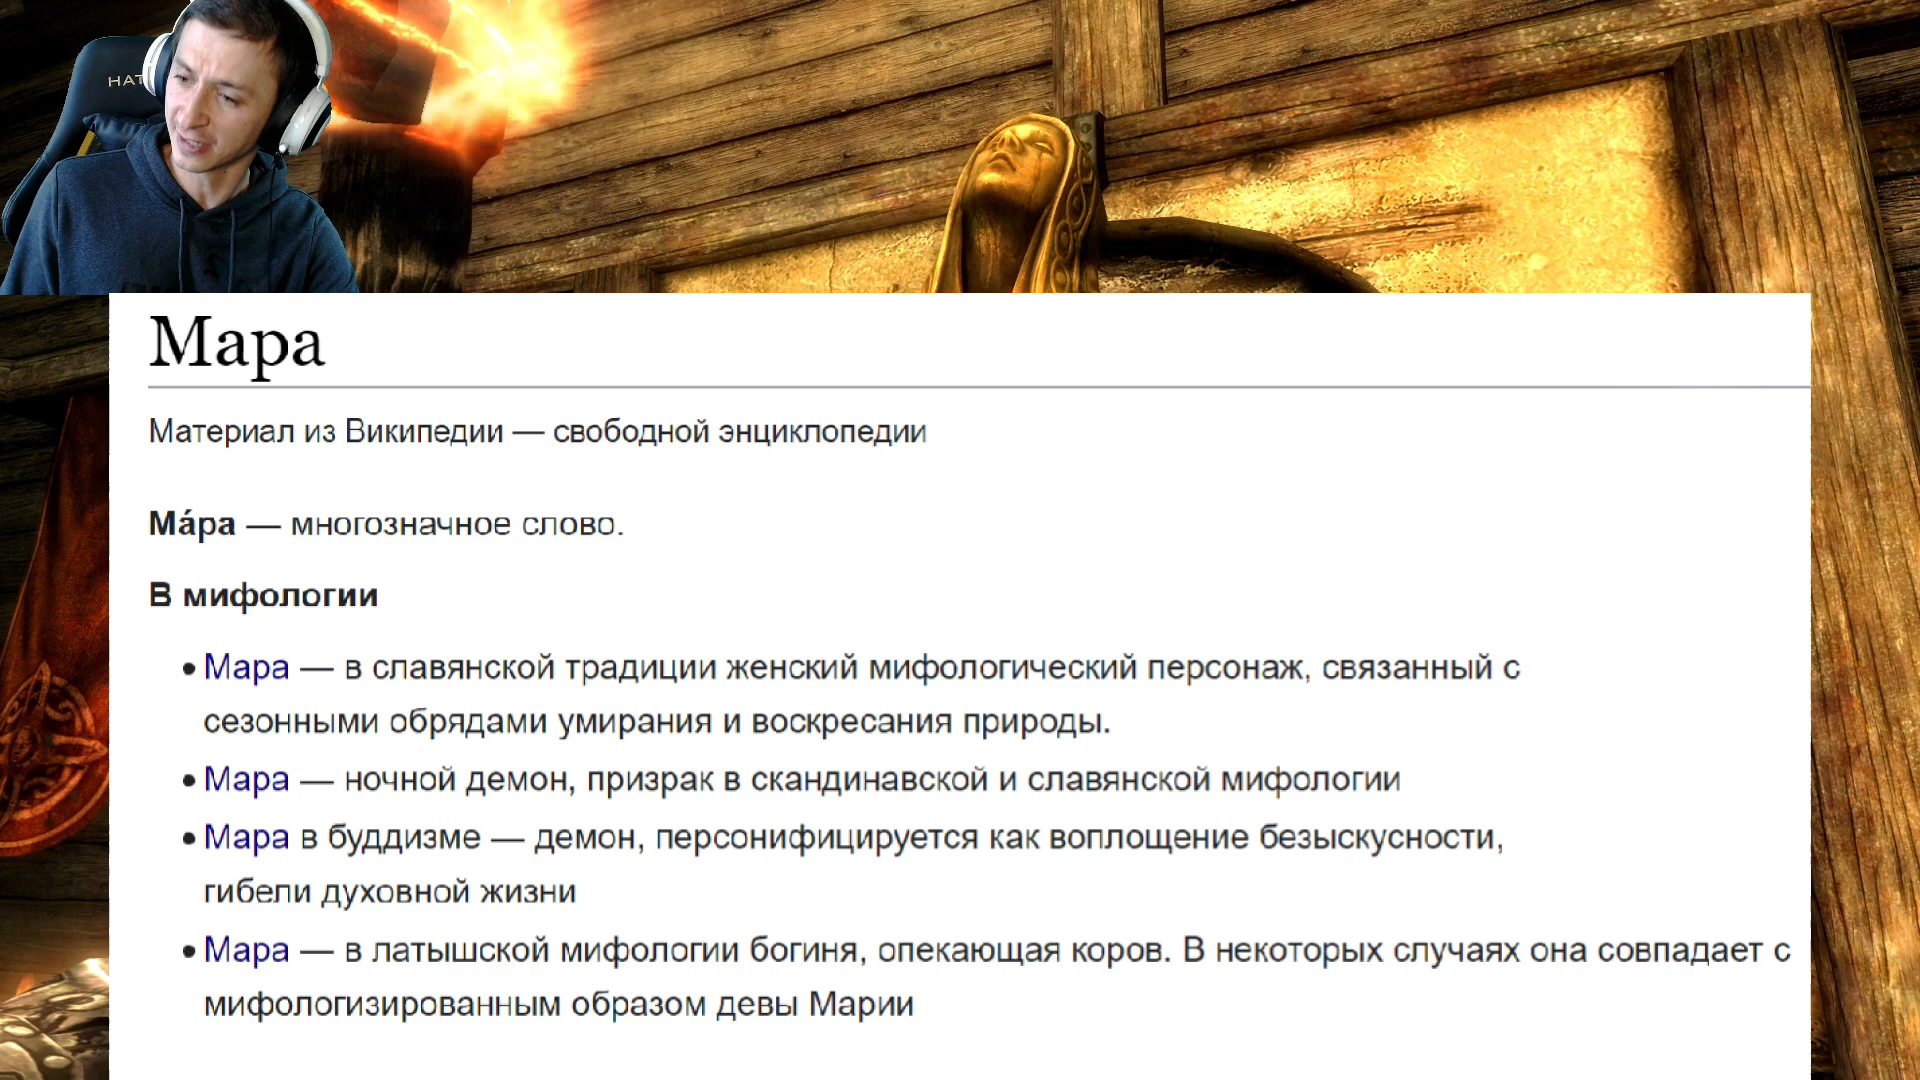 НАТ
Мара
Материал из Википедии — свободной энциклопедии
Ма́ра — многозначное слово.
В мифологии
• Мара — в славянской традиции женский мифологический персонаж, связанный с
сезонными обрядами умирания и воскресания природы.
• Мара — ночной демон, призрак в скандинавской и славянской мифологии
• Мара в буддизме — демон, персонифицируется как воплощение безыскусности,
гибели духовной жизни
• Мара — в латышской мифологии богиня, опекающая коров. В некоторых случаях она совпадает с
мифологизированным образом девы Марии